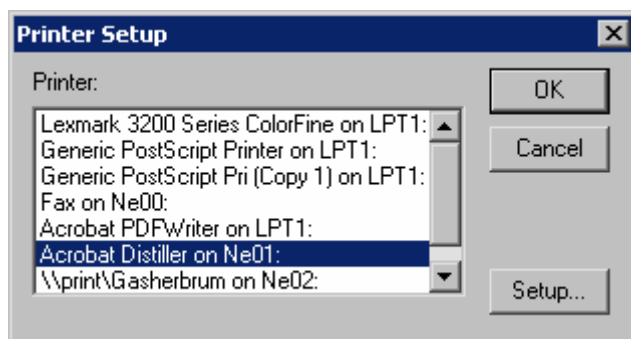 Printer Setup
Printer:
Lexmark 3200 Series ColorFine on LPT1:
Generic PostScript Printer on LPT1:
Generic PostScript Pri (Copy 1) on LPT1:
Fax on Ne00:
Acrobat PDFWriter on LPT1:
Acrobat Distiller on Ne01:
\\print\Gasherbrum on Ne02:
OK
Cancel
Setup...